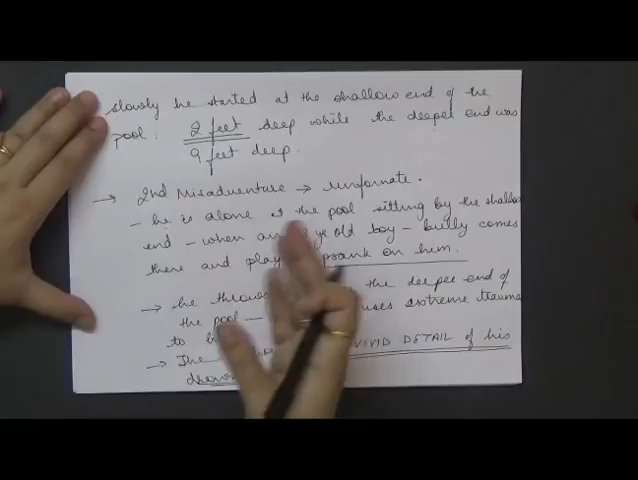 slowly he started at the shallow end of the
pool: 2 feet deep while the deeper end was
9 feet deep.
→ 2nd Misadventure →
- he is alone at the pool sitting by the shallow
end - when an ye old boy - bully comes
there and play prank on him.
→ he throws the deeper end of
the pool - uses extreme trauma
to
→ The VIVID DETAIL of his